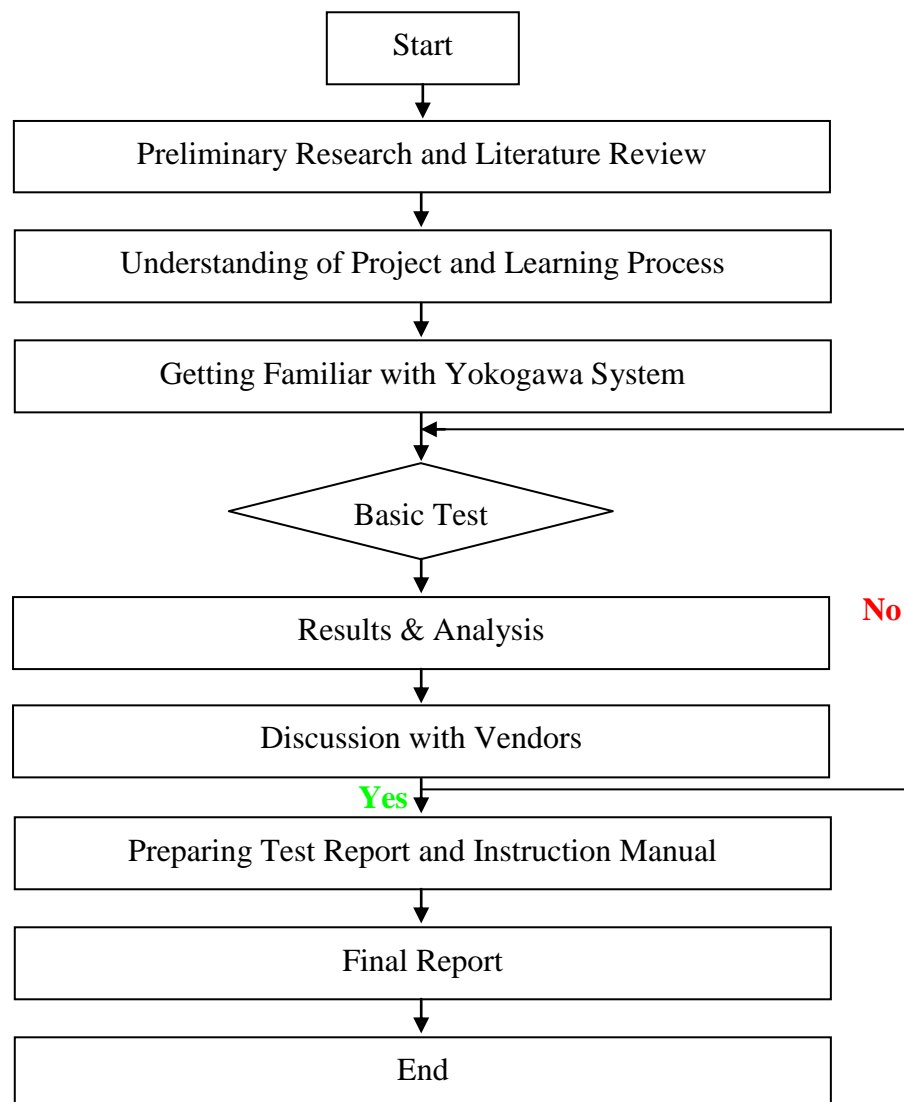 Start
Preliminary Research and Literature Review
Understanding of Project and Learning Process
Getting Familiar with Yokogawa System
Basic Test
Results & Analysis
No
Discussion with Vendors
Yes
Preparing Test Report and Instruction Manual
Final Report
End